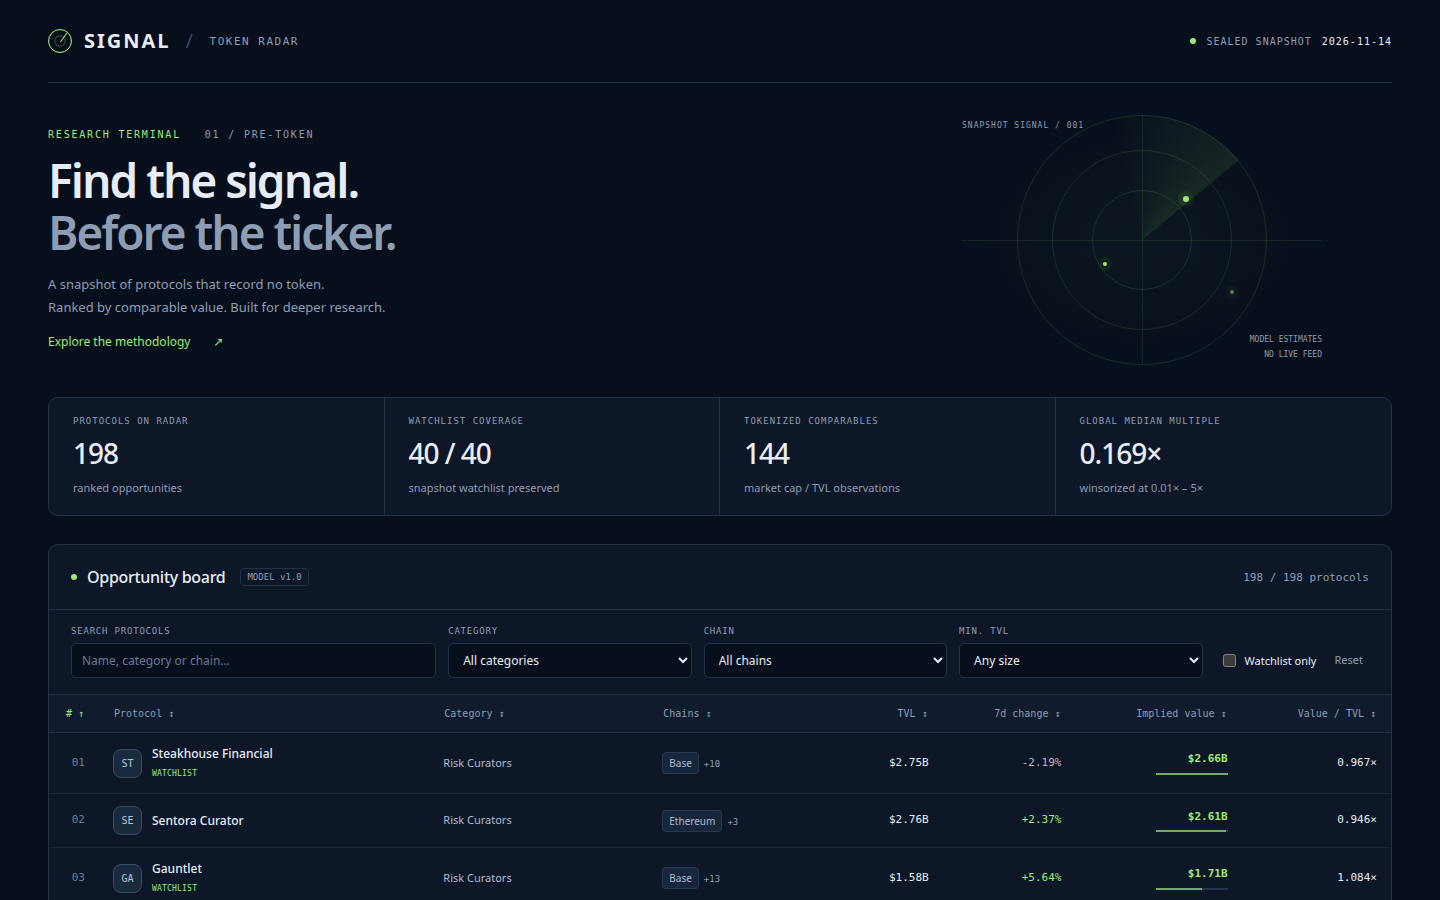 SIGNAL / TOKEN RADAR
SEALED SNAPSHOT 2026-11-14
RESEARCH TERMINAL 01 / PRE-TOKEN
Find the signal.
Before the ticker.
A snapshot of protocols that record no token.
Ranked by comparable value. Built for deeper research.
Explore the methodology ↗
SNAPSHOT SIGNAL / 001
MODEL ESTIMATES
NO LIVE FEED
PROTOCOLS ON RADAR
198
ranked opportunities
WATCHLIST COVERAGE
40 / 40
snapshot watchlist preserved
TOKENIZED COMPARABLES
144
market cap / TVL observations
GLOBAL MEDIAN MULTIPLE
0.169×
winsorized at 0.01× – 5×
Opportunity board MODEL v1.0
198 / 198 protocols
SEARCH PROTOCOLS CATEGORY CHAIN MIN. TVL
Name, category or chain... All categories All chains Any size Watchlist only Reset
# ↑ Protocol ↕ Category ↕ Chains ↕ TVL ↕ 7d change ↕ Implied value ↕ Value / TVL ↕
01 ST Steakhouse Financial WATCHLIST Risk Curators Base +10 $2.75B -2.19% $2.66B 0.967×
02 SE Sentora Curator Risk Curators Ethereum +3 $2.76B +2.37% $2.61B 0.946×
03 GA Gauntlet WATCHLIST Risk Curators Base +13 $1.58B +5.64% $1.71B 1.084×